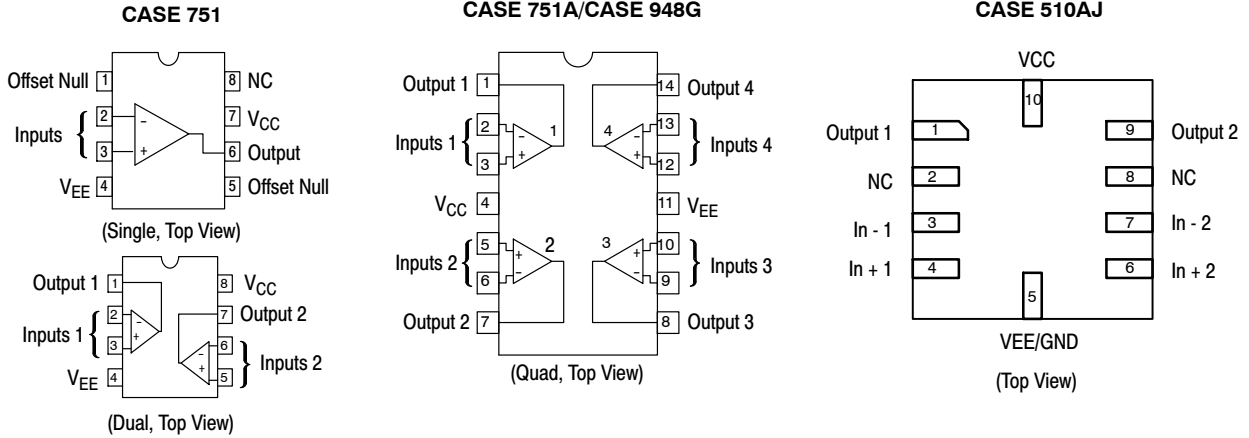 CASE 751
Offset Null 1
8 NC
2
Inputs
3
−
+
7 VCC
6 Output
VEE 4
5 Offset Null
(Single, Top View)
Output 1 1
8 VCC
2
Inputs 1
3
−
+
7 Output 2
6
Inputs 2
5
−
+
VEE 4
(Dual, Top View)
CASE 751A/CASE 948G
Output 1 1
14 Output 4
2
Inputs 1
3
−
+
1
4
−
+
13
Inputs 4
12
VCC 4
11 VEE
5
Inputs 2
6
+
−
2
3
+
−
10
Inputs 3
9
Output 2 7
8 Output 3
(Quad, Top View)
CASE 510AJ
VCC
10
Output 1 1
9 Output 2
NC 2
8 NC
In - 1 3
7 In - 2
In + 1 4
6 In + 2
5
VEE/GND
(Top View)